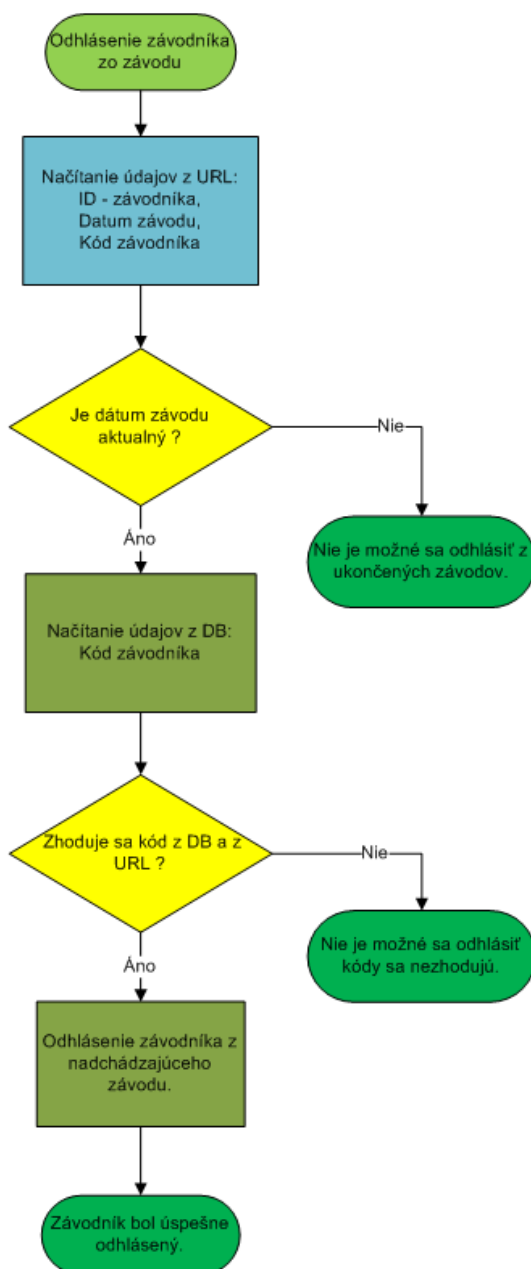 Odhlásenie závodníka
zo závodu
Načítanie údajov z URL:
ID - závodníka,
Datum závodu,
Kód závodníka
Je dátum závodu
aktualný ?
Nie
Nie je možné sa odhlásiť z
ukončených závodov.
Áno
Načítanie údajov z DB:
Kód závodníka
Zhoduje sa kód z DB a z
URL ?
Nie
Nie je možné sa odhlásiť
kódy sa nezhodujú.
Áno
Odhlásenie závodníka z
nadchádzajúceho
závodu.
Závodník bol úspešne
odhlásený.